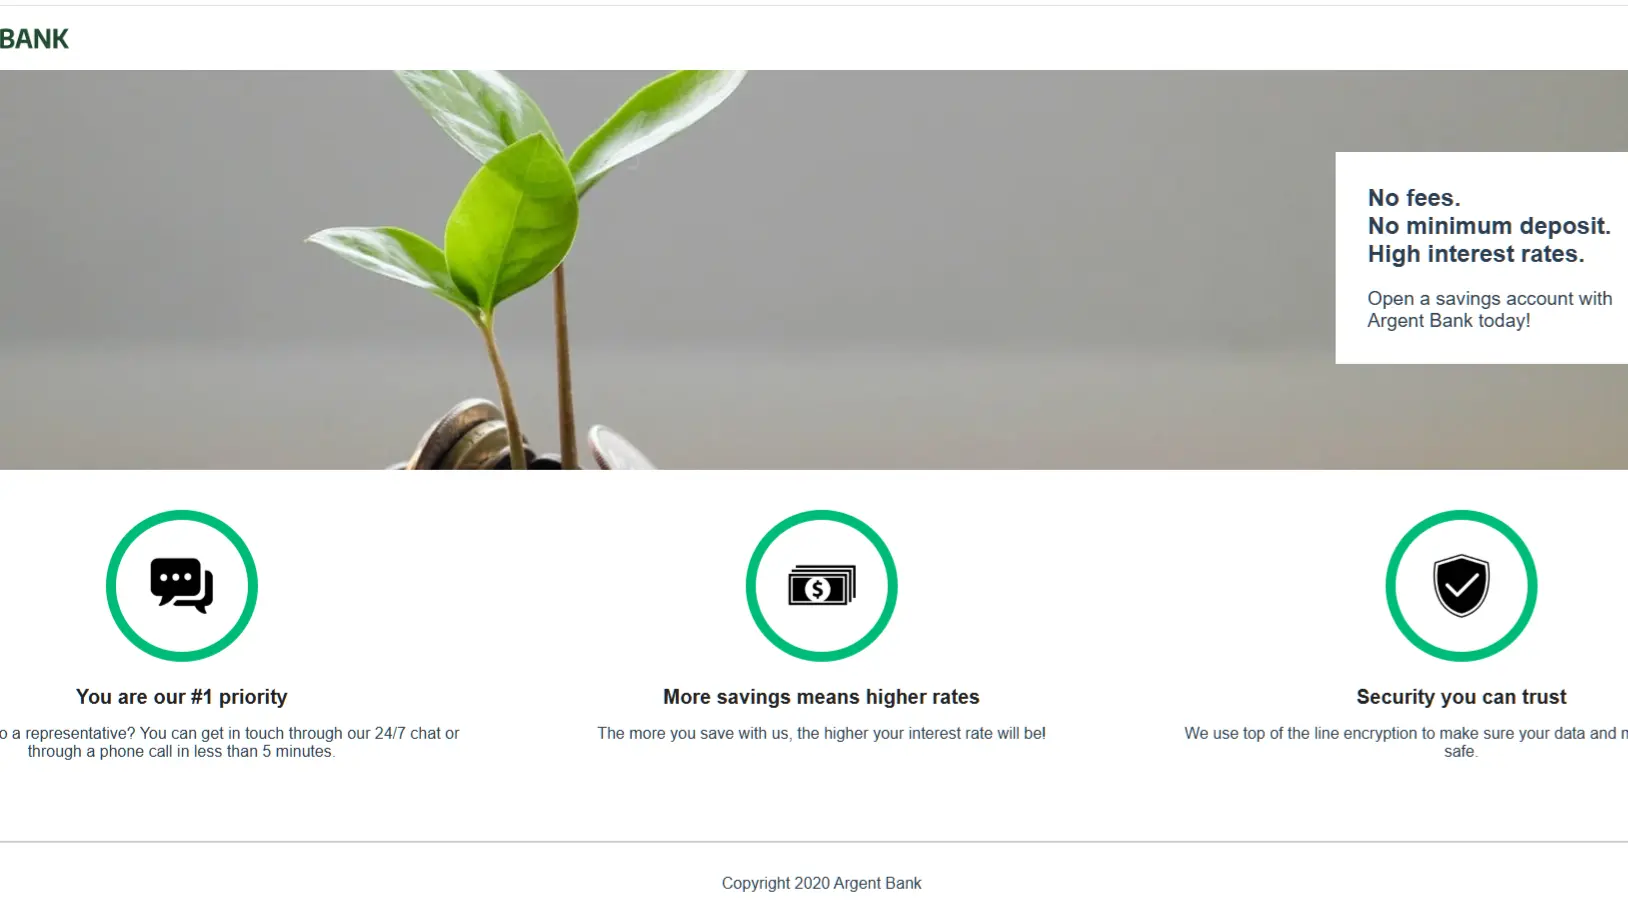 BANK
No fees.
No minimum deposit.
High interest rates.
Open a savings account with
Argent Bank today!
You are our #1 priority
o a representative? You can get in touch through our 24/7 chat or
through a phone call in less than 5 minutes.
More savings means higher rates
The more you save with us, the higher your interest rate will be!
Security you can trust
We use top of the line encryption to make sure your data and
safe.
Copyright 2020 Argent Bank